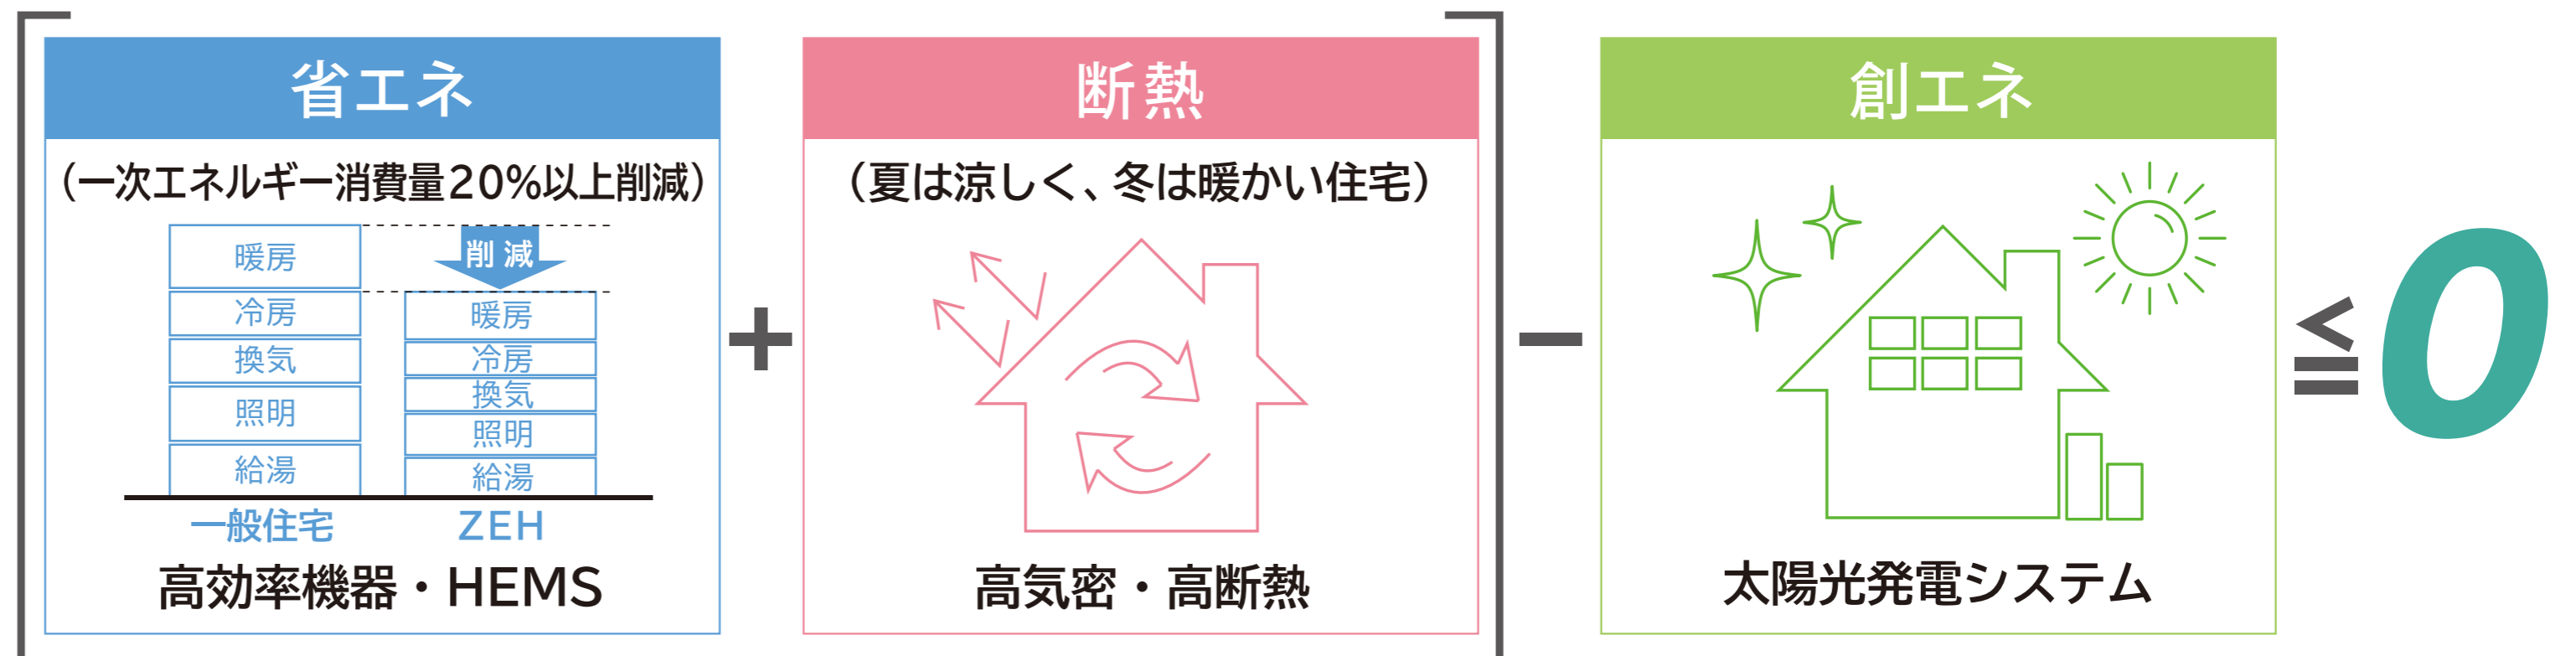 省エネ
（一次エネルギー消費量20%以上削減）
削減
暖房
冷房
換気
照明
給湯
一般住宅
暖房
冷房
換気
照明
給湯
ZEH
高効率機器・HEMS
+
断熱
（夏は涼しく、冬は暖かい住宅）
高気密・高断熱
−
創エネ
太陽光発電システム
≦0